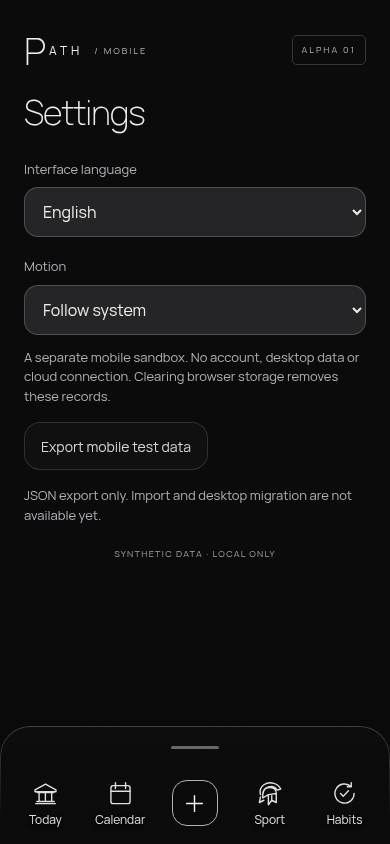 PATH / MOBILE
ALPHA 01
Settings
Interface language
English
Motion
Follow system
A separate mobile sandbox. No account, desktop data or
cloud connection. Clearing browser storage removes
these records.
Export mobile test data
JSON export only. Import and desktop migration are not
available yet.
SYNTHETIC DATA · LOCAL ONLY
Today
Calendar
Sport
Habits